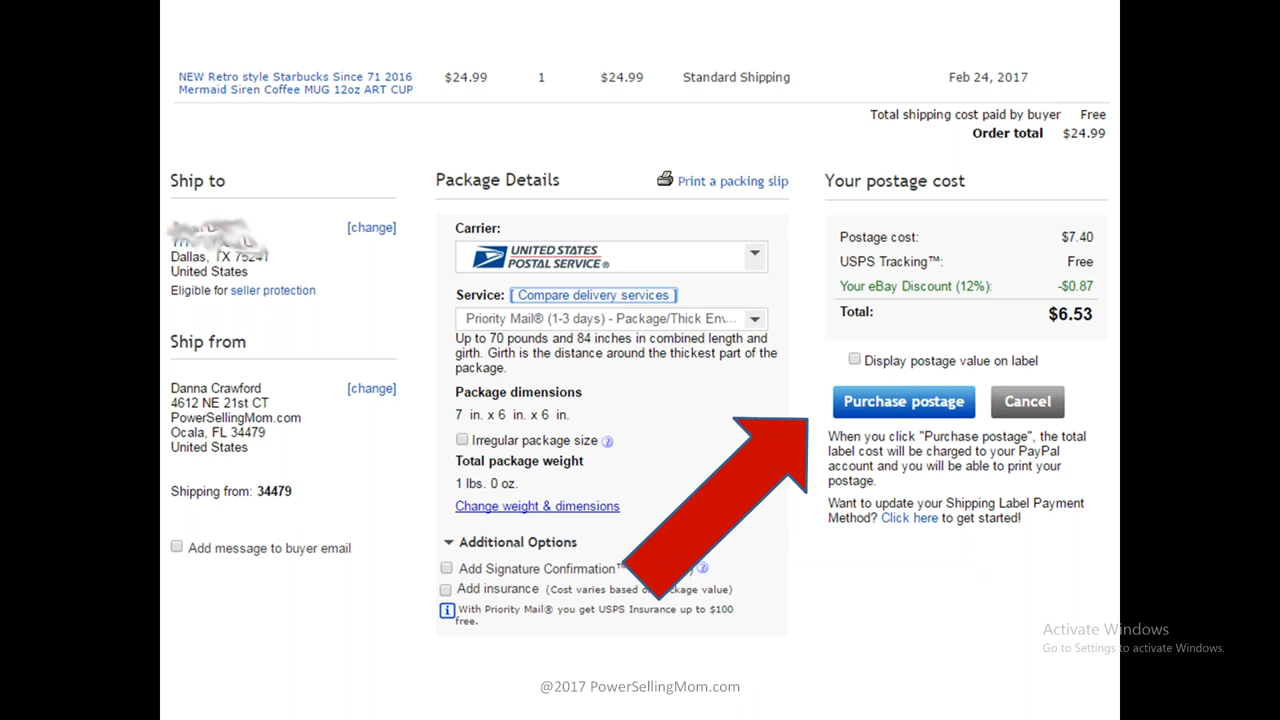 NEW Retro style Starbucks Since 71 2016 $24.99 1 $24.99 Standard Shipping Feb 24, 2017
Mermaid Siren Coffee MUG 12oz ART CUP
Total shipping cost paid by buyer Free
Order total $24.99
Ship to
[change]
Dallas, TX 75241
United States
Eligible for seller protection
Ship from
Danna Crawford [change]
4612 NE 21st CT
PowerSellingMom.com
Ocala, FL 34479
United States
Shipping from: 34479
Add message to buyer email
Package Details Print a packing slip
Carrier:
UNITED STATES
POSTAL SERVICE®
Service: [ Compare delivery services ]
Priority Mail® (1-3 days) - Package/Thick Env...
Up to 70 pounds and 84 inches in combined length and
girth. Girth is the distance around the thickest part of the
package.
Package dimensions
7 in. x 6 in. x 6 in.
Irregular package size
Total package weight
1 lbs. 0 oz.
Change weight & dimensions
Additional Options
Add Signature Confirmation™
Add insurance (Cost varies based value)
With Priority Mail® you get USPS Insurance up to $100
free.
Your postage cost
Postage cost: $7.40
USPS Tracking™: Free
Your eBay Discount (12%): -$0.87
Total: $6.53
Display postage value on label
Purchase postage Cancel
When you click "Purchase postage", the total
label cost will be charged to your PayPal
account and you will be able to print your
postage.
Want to update your Shipping Label Payment
Method? Click here to get started!
Activate Windows
Go to Settings to activate Windows.
@2017 PowerSellingMom.com